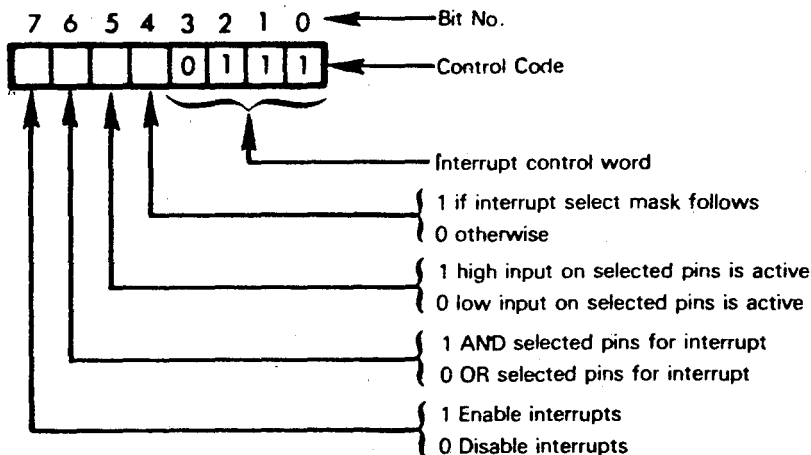 7 6 5 4 3 2 1 0 Bit No.
0 1 1 1 Control Code
Interrupt control word
1 if interrupt select mask follows
0 otherwise
1 high input on selected pins is active
0 low input on selected pins is active
1 AND selected pins for interrupt
0 OR selected pins for interrupt
1 Enable interrupts
0 Disable interrupts